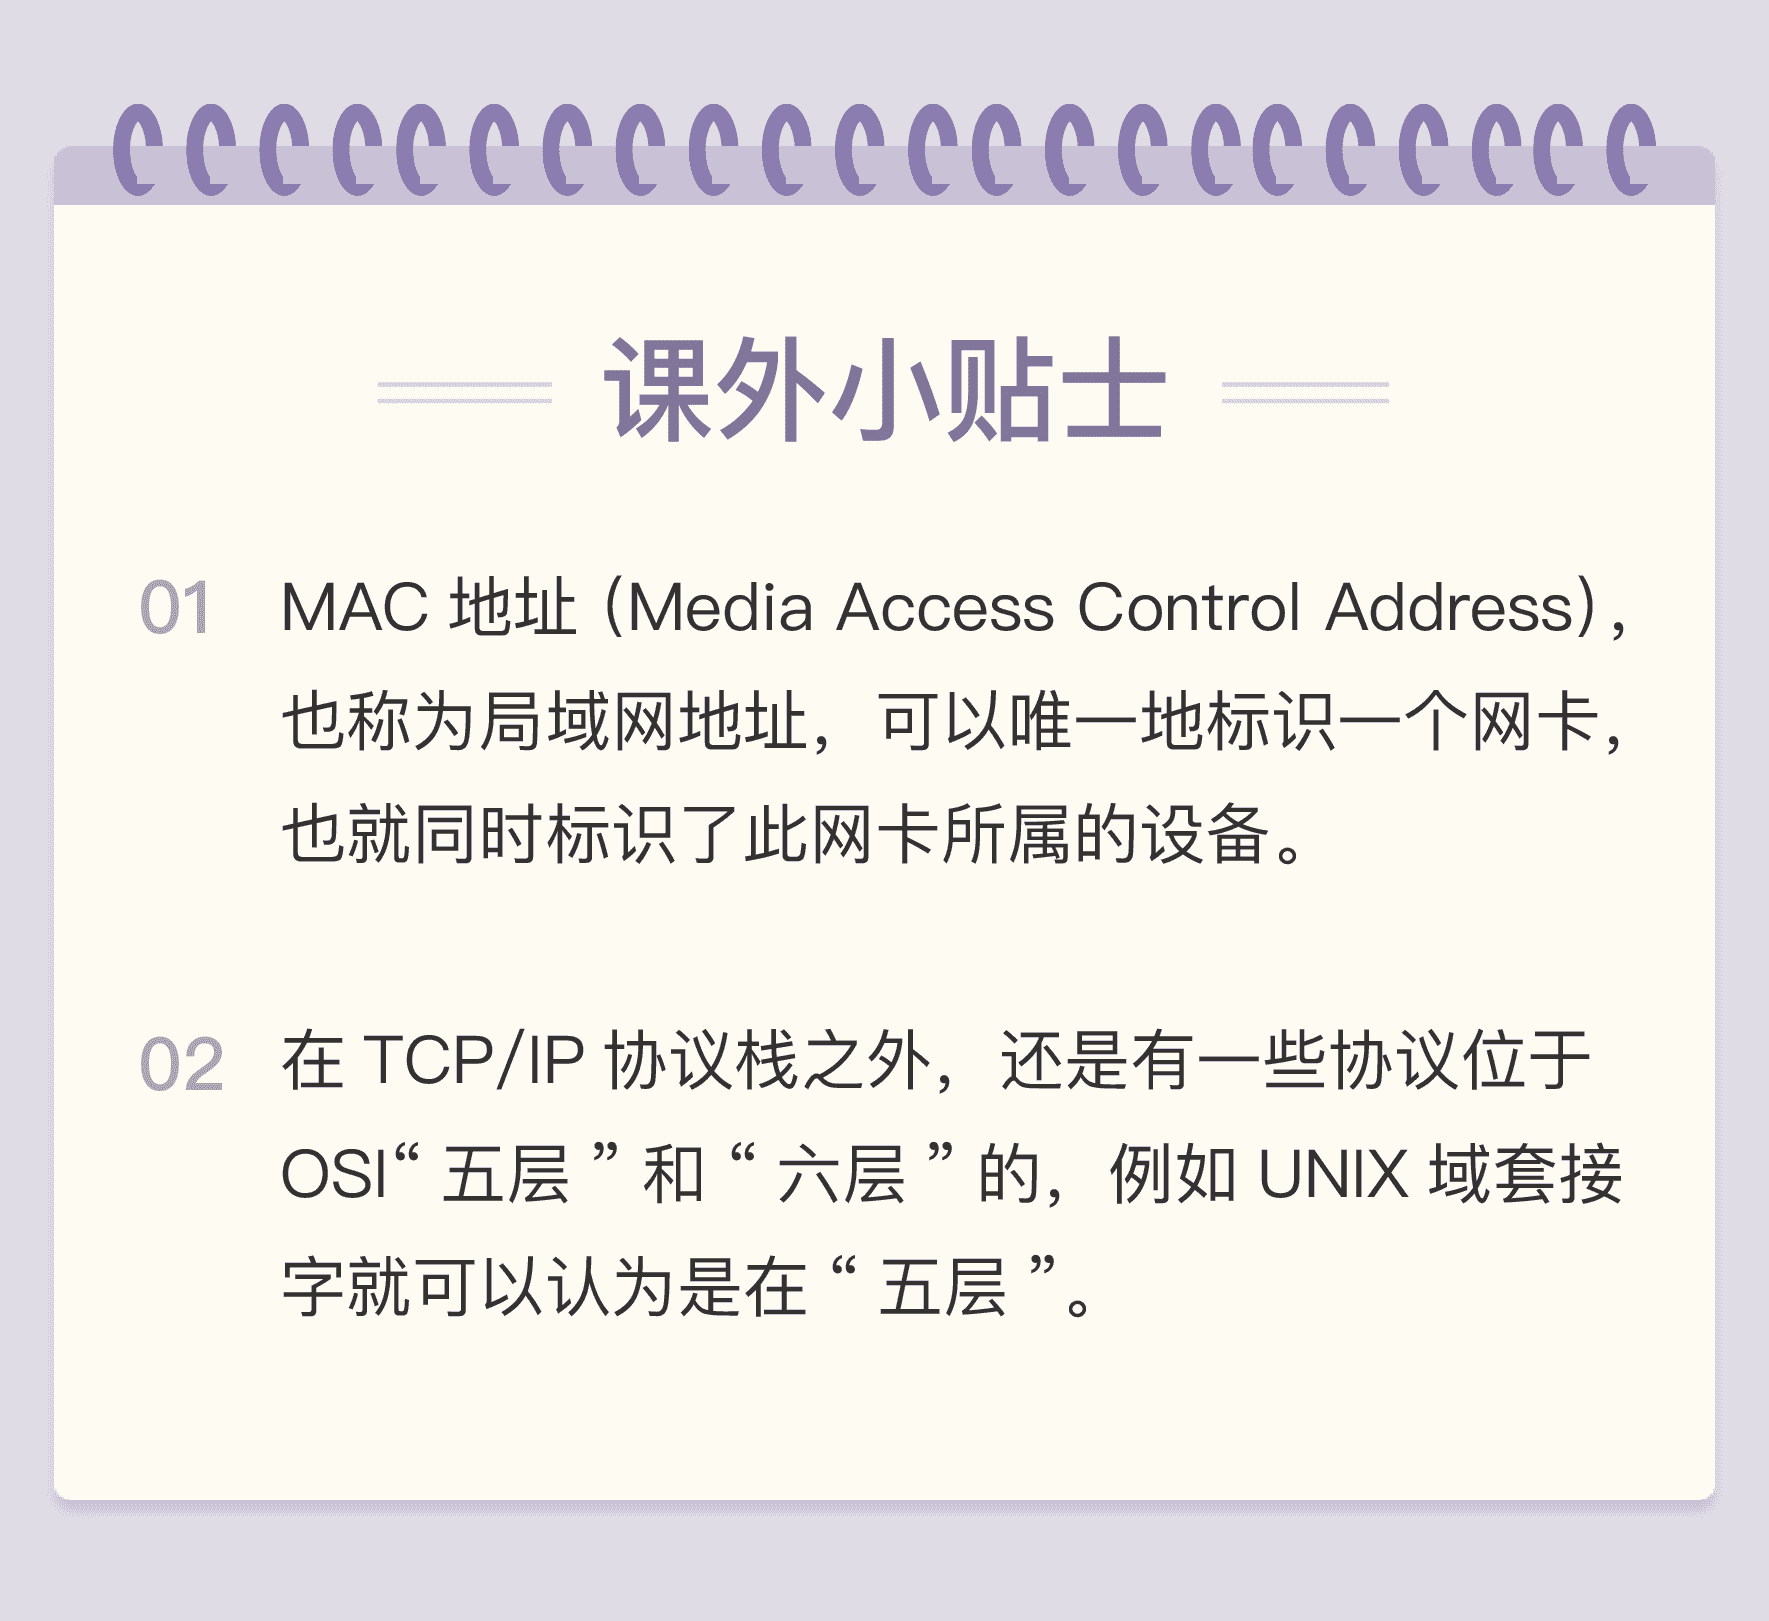 课外小贴士
01 MAC 地址（Media Access Control Address），
也称为局域网地址，可以唯一地标识一个网卡，
也就同时标识了此网卡所属的设备。
02 在 TCP/IP 协议栈之外，还是有一些协议位于
OSI“ 五层 ” 和 “ 六层 ” 的，例如 UNIX 域套接
字就可以认为是在 “ 五层 ”。